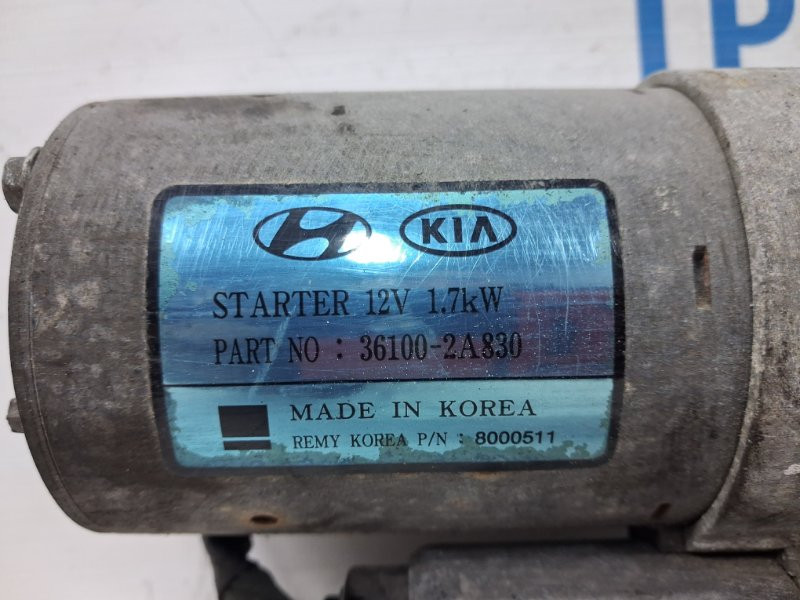 KIA
STARTER 12V 1.7kW
PART NO : 36100-2A830
MADE IN KOREA
REMY KOREA P/N : 8000511